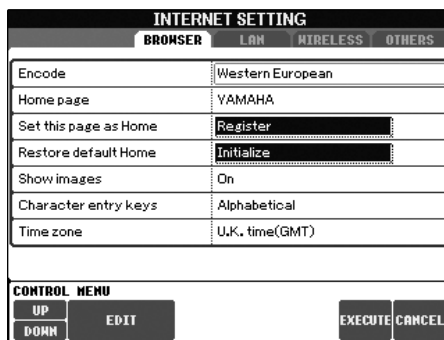 INTERNET SETTING
BROWSER LAN WIRELESS OTHERS
Encode Western European
Home page YAMAHA
Set this page as Home Register
Restore default Home Initialize
Show images On
Character entry keys Alphabetical
Time zone U.K. time(GMT)
CONTROL MENU
UP
DOWN
EDIT
EXECUTE CANCEL